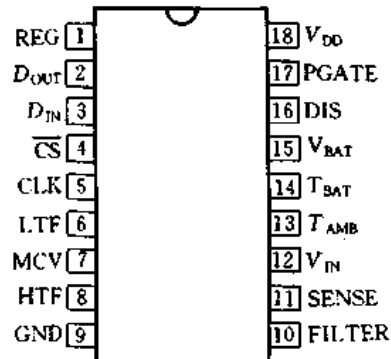 REG 1 18 V_DD
D_OUT 2 17 PGATE
D_IN 3 16 DIS
C̅S̅ 4 15 V_BAT
CLK 5 14 T_BAT
LTF 6 13 T_AMB
MCV 7 12 V_IN
HTF 8 11 SENSE
GND 9 10 FILTER